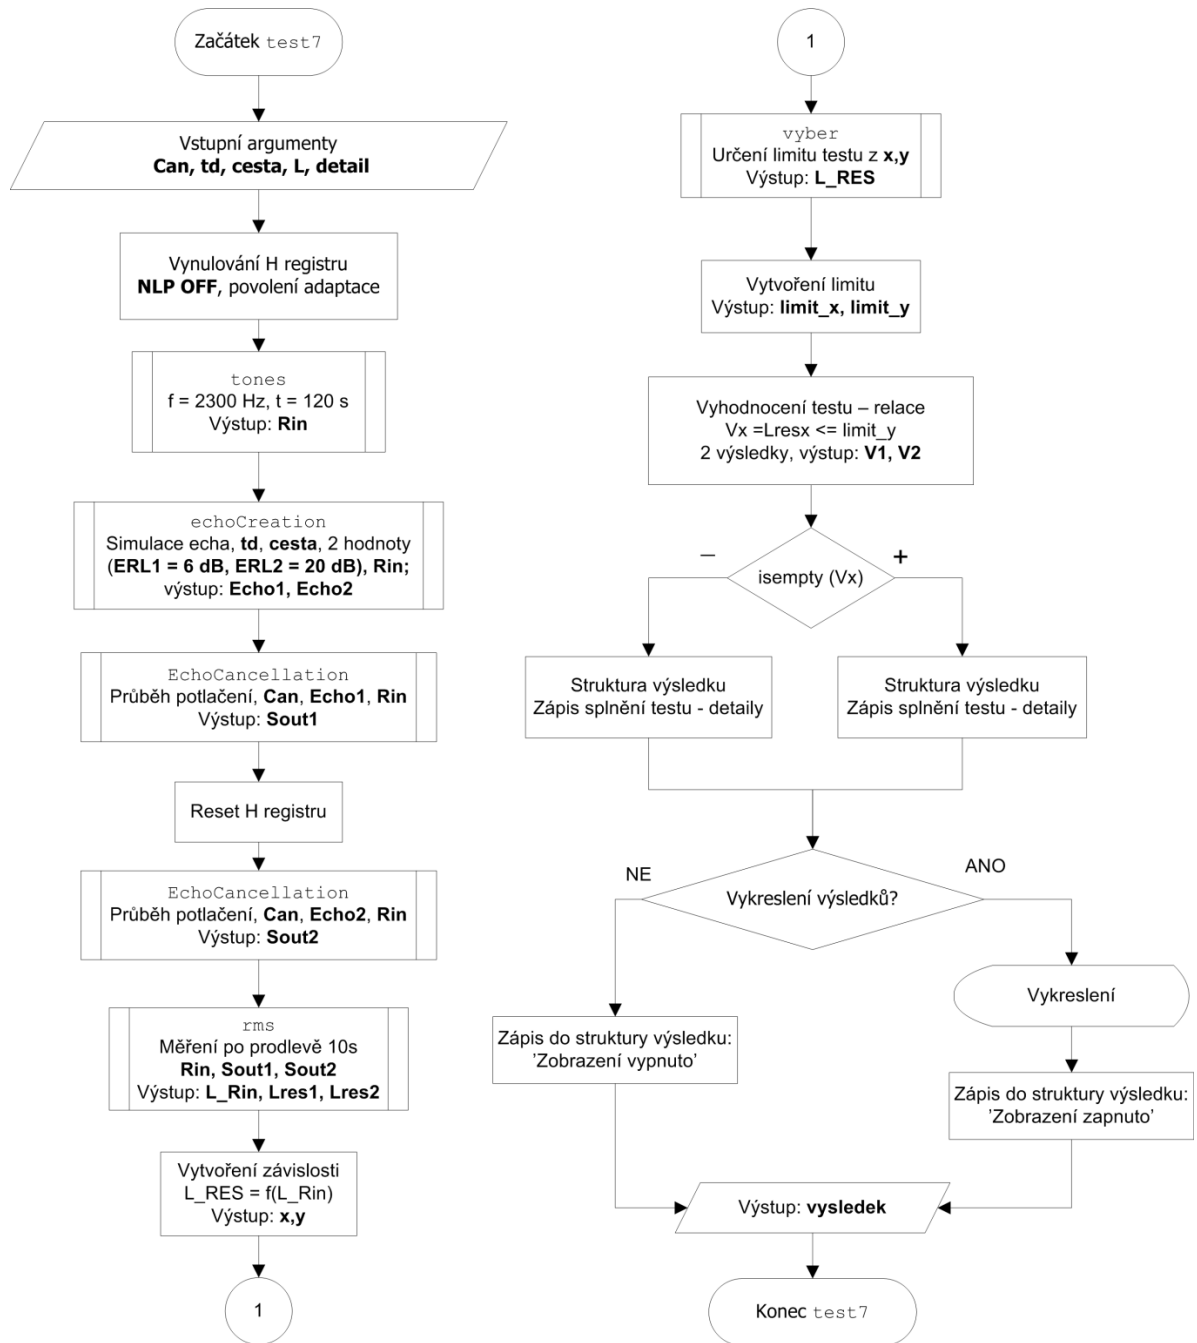 Začátek test7
Vstupní argumenty
Can, td, cesta, L, detail
Vynulování H registru
NLP OFF, povolení adaptace
tones
f = 2300 Hz, t = 120 s
Výstup: Rin
echoCreation
Simulace echa, td, cesta, 2 hodnoty
(ERL1 = 6 dB, ERL2 = 20 dB), Rin;
výstup: Echo1, Echo2
EchoCancellation
Průběh potlačení, Can, Echo1, Rin
Výstup: Sout1
Reset H registru
EchoCancellation
Průběh potlačení, Can, Echo2, Rin
Výstup: Sout2
rms
Měření po prodlevě 10s
Rin, Sout1, Sout2
Výstup: L_Rin, Lres1, Lres2
Vytvoření závislosti
L_RES = f(L_Rin)
Výstup: x,y
1
1
vyber
Určení limitu testu z x,y
Výstup: L_RES
Vytvoření limitu
Výstup: limit_x, limit_y
Vyhodnocení testu – relace
Vx =Lresx <= limit_y
2 výsledky, výstup: V1, V2
– +
isempty (Vx)
Struktura výsledku
Zápis splnění testu - detaily
Struktura výsledku
Zápis splnění testu - detaily
NE ANO
Vykreslení výsledků?
Vykreslení
Zápis do struktury výsledku:
’Zobrazení vypnuto’
Zápis do struktury výsledku:
’Zobrazení zapnuto’
Výstup: vysledek
Konec test7